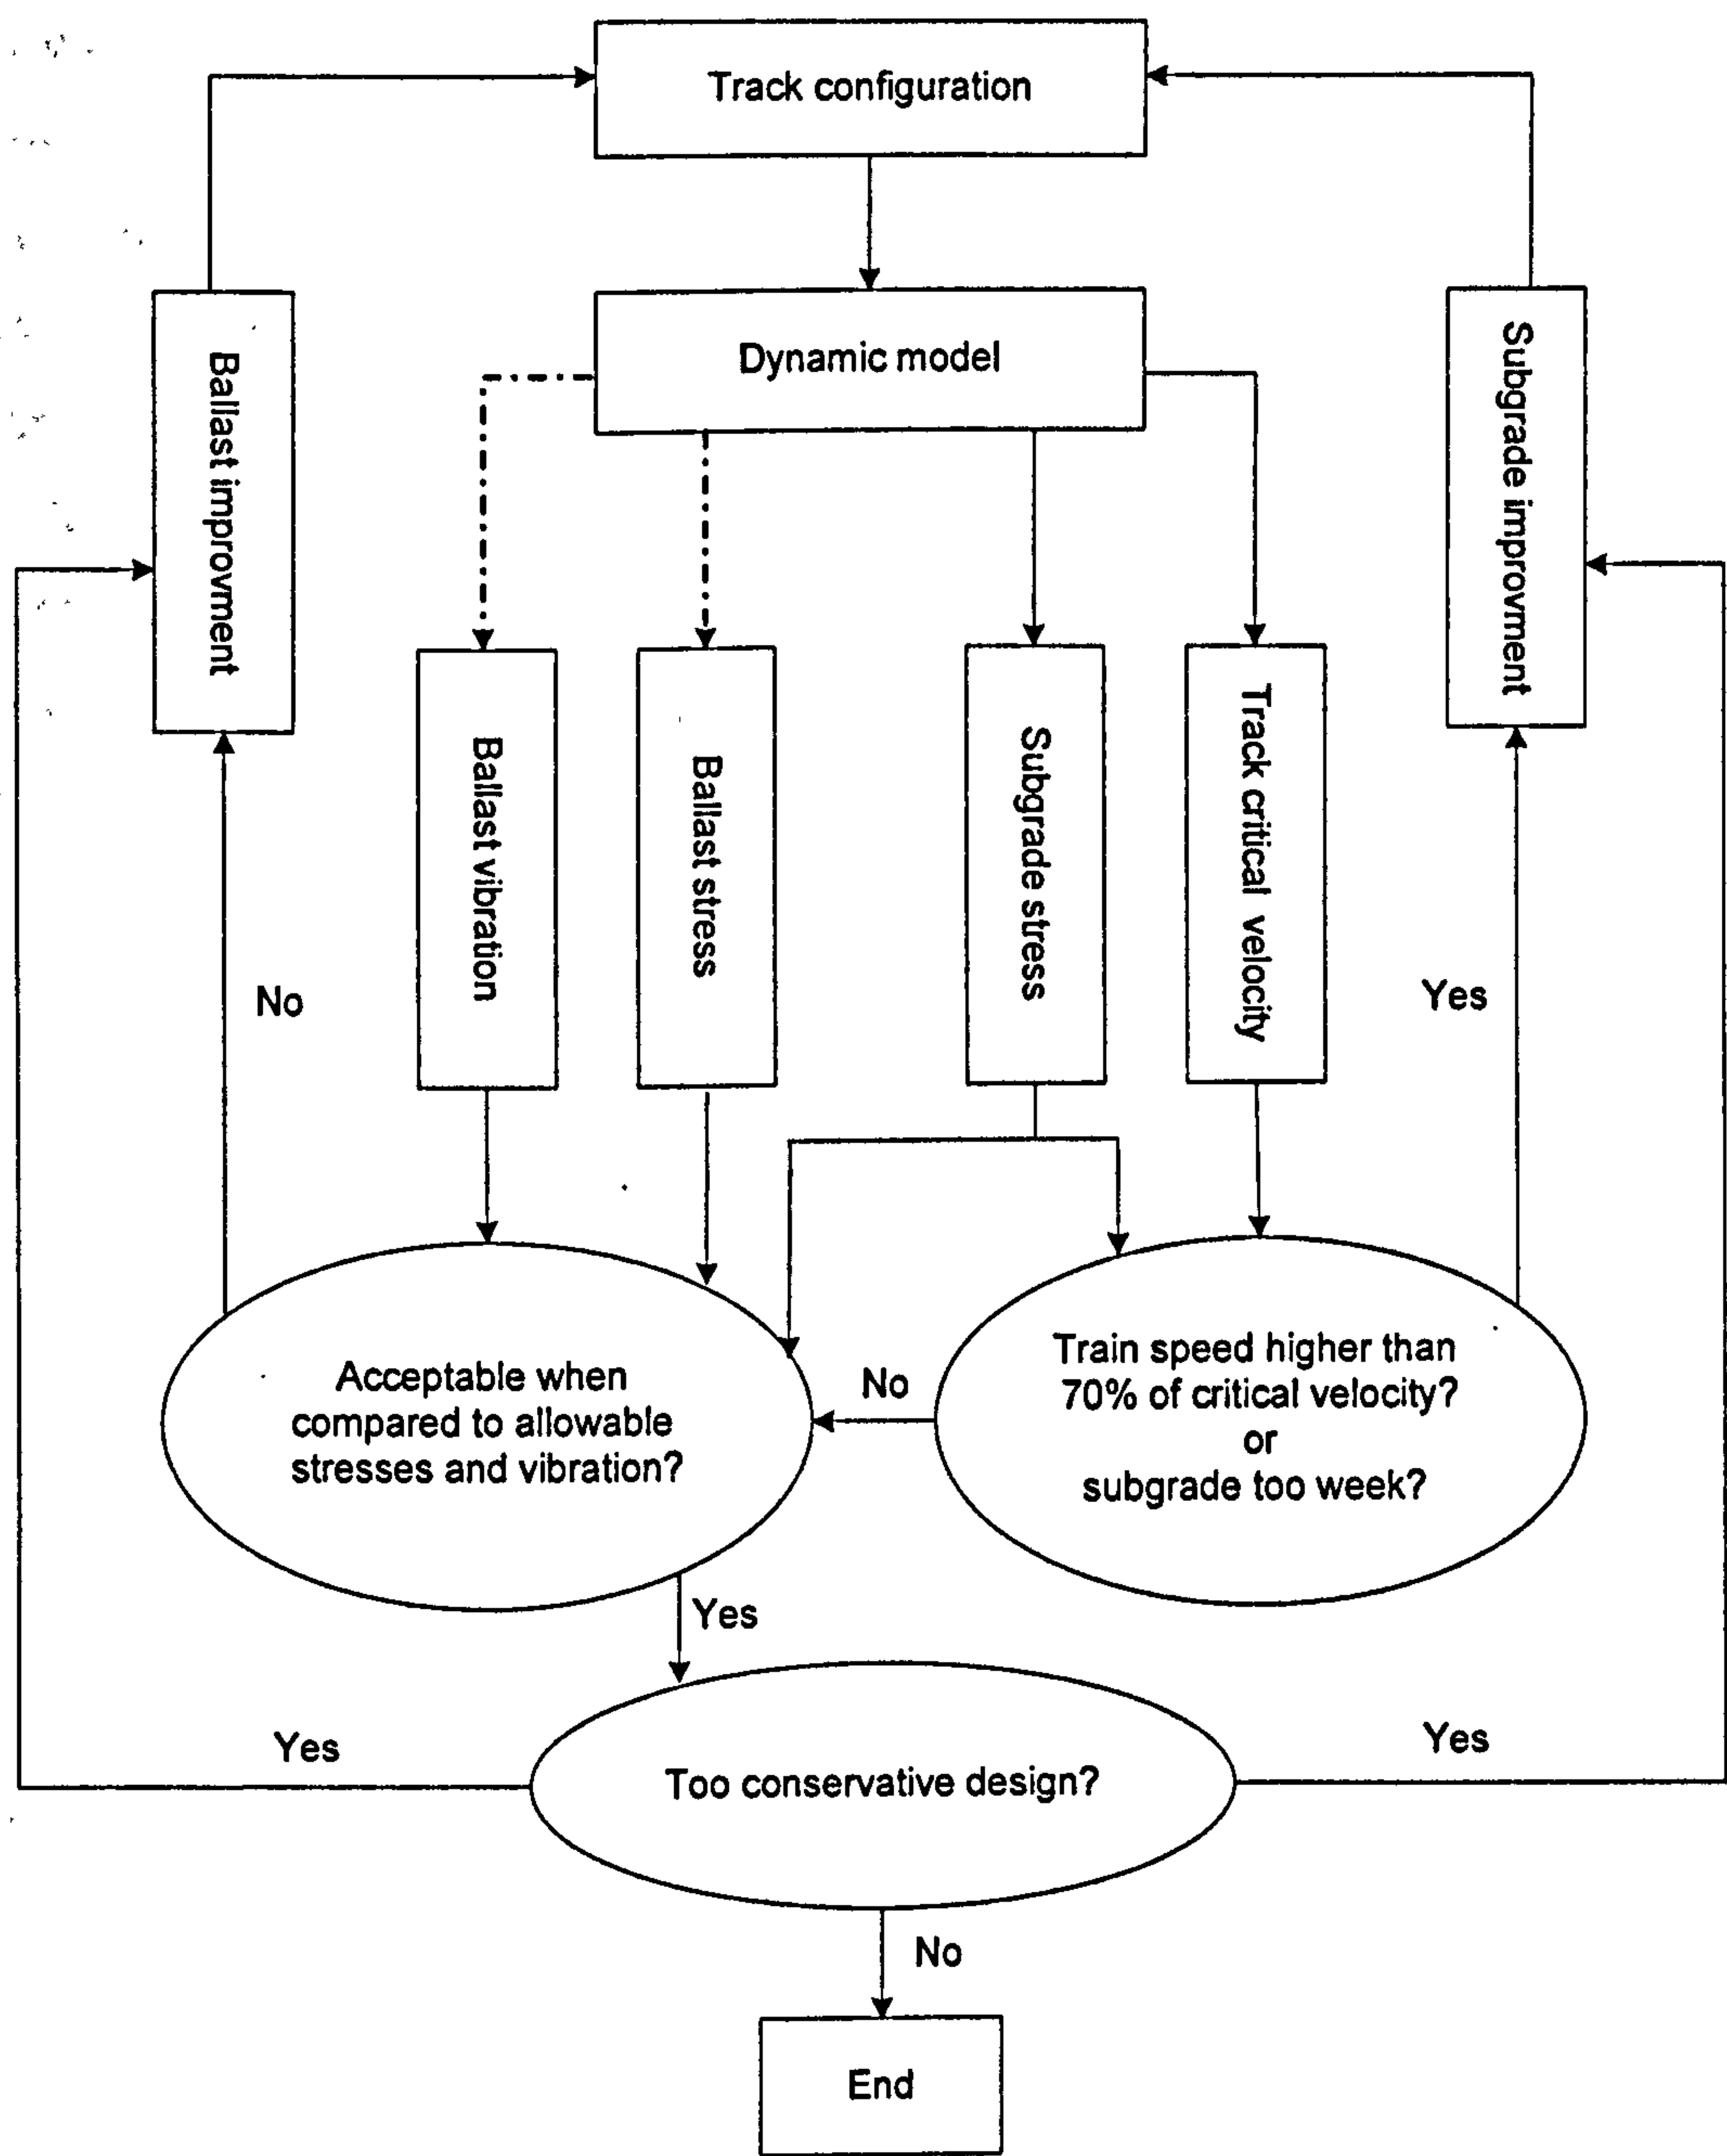 Track configuration
Dynamic model
Ballast improvment
Subgrade improvment
Ballast vibration
Ballast stress
Subgrade stress
Track critical velocity
No
Yes
Acceptable when
compared to allowable
stresses and vibration?
No
Train speed higher than
70% of critical velocity?
or
subgrade too week?
Yes
Yes
Too conservative design?
Yes
No
End